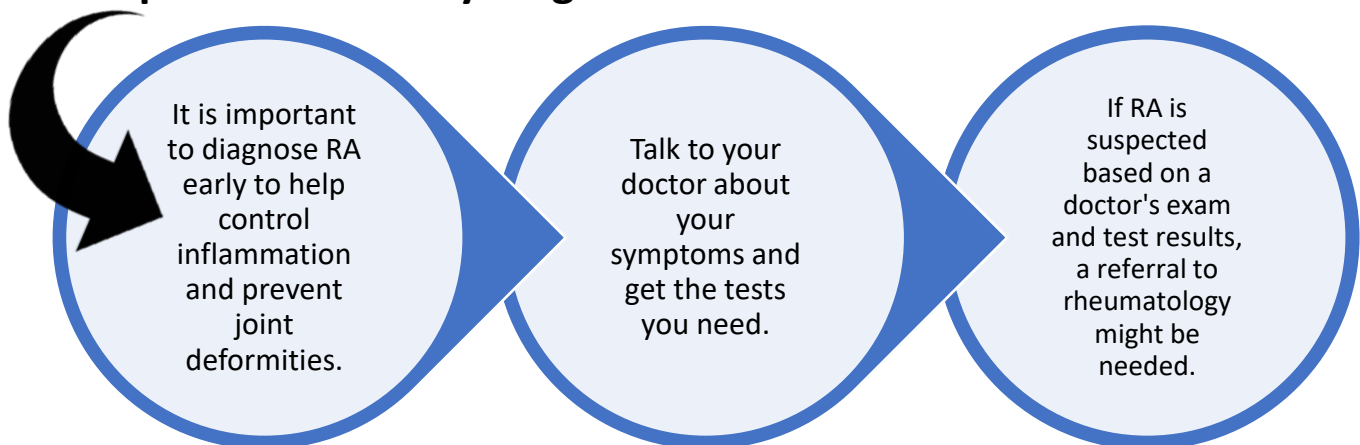 It is important
to diagnose RA
early to help
control
inflammation
and prevent
joint
deformities.
Talk to your
doctor about
your
symptoms and
get the tests
you need.
If RA is
suspected
based on a
doctor's exam
and test results,
a referral to
rheumatology
might be
needed.